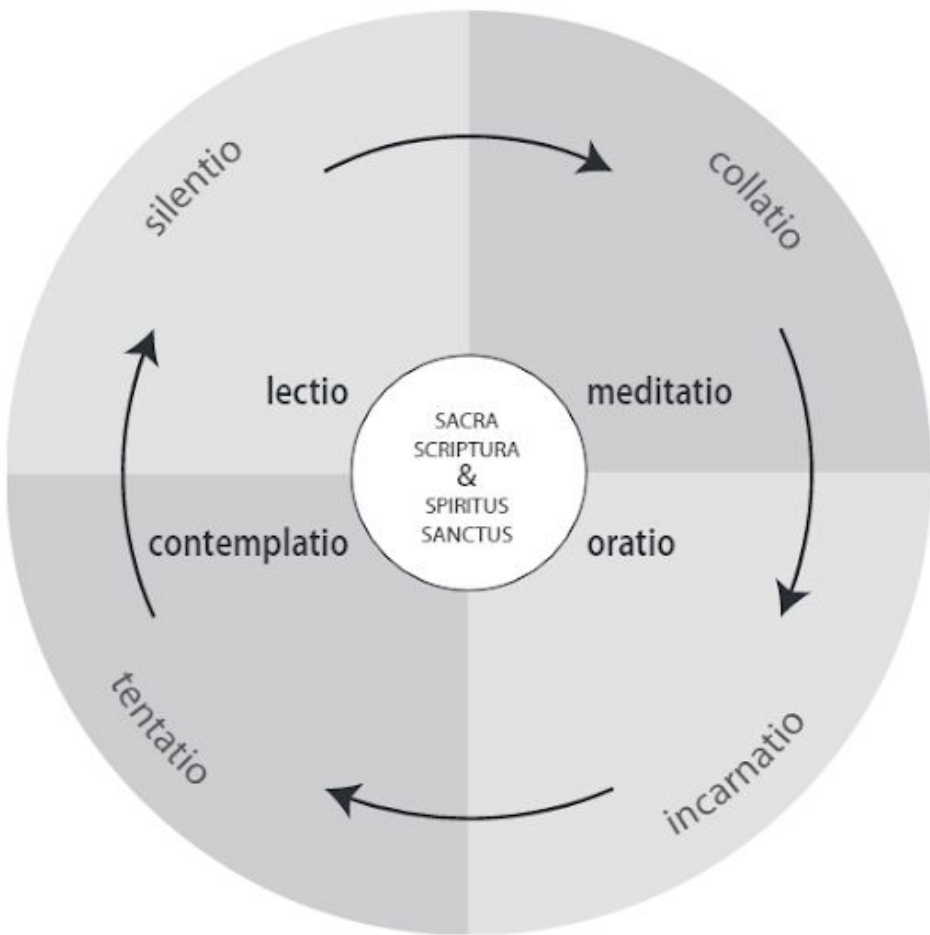 silentio
collatio
lectio
meditatio
SACRA
SCRIPTURA
&
SPIRITUS
SANCTUS
contemplatio
oratio
tentatio
incarnatio